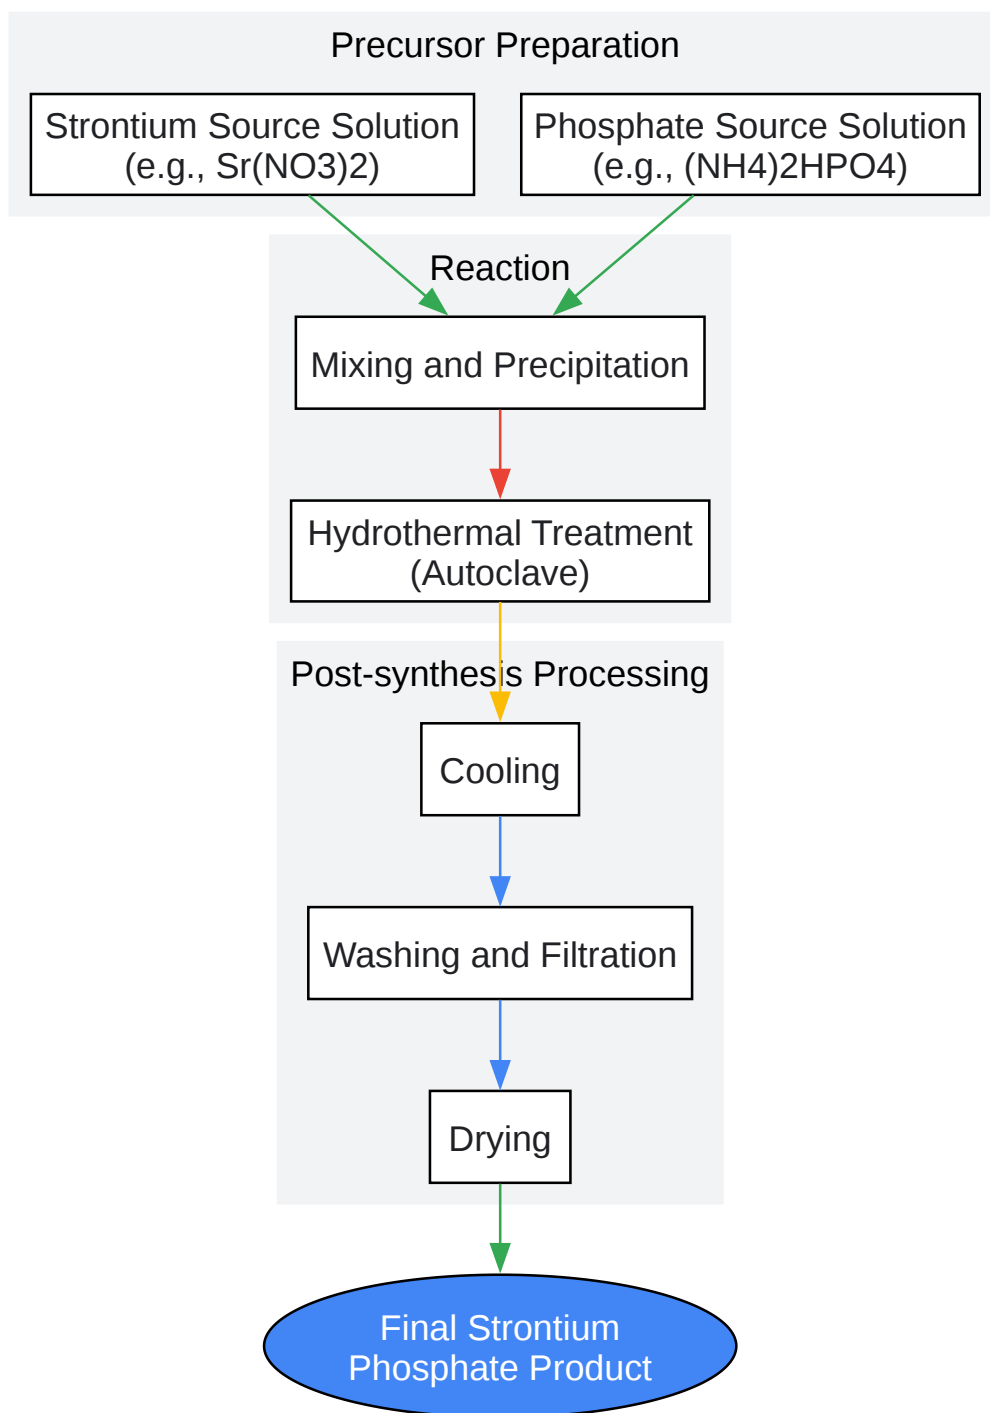 Precursor Preparation
Strontium Source Solution
(e.g., Sr(NO3)2)
Phosphate Source Solution
(e.g., (NH4)2HPO4)
Reaction
Mixing and Precipitation
Hydrothermal Treatment
(Autoclave)
Post-synthesis Processing
Cooling
Washing and Filtration
Drying
Final Strontium
Phosphate Product